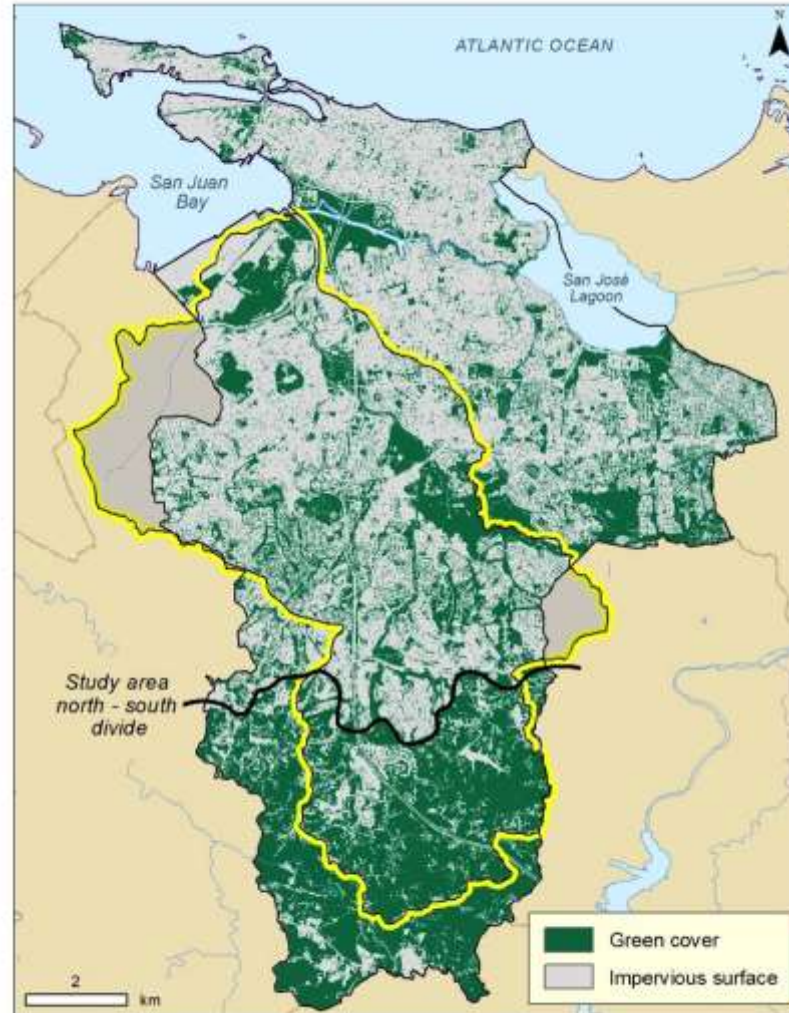 N
ATLANTIC OCEAN
San Juan
Bay
San José
Lagoon
Study area
north - south
divide
Green cover
Impervious surface
2
km